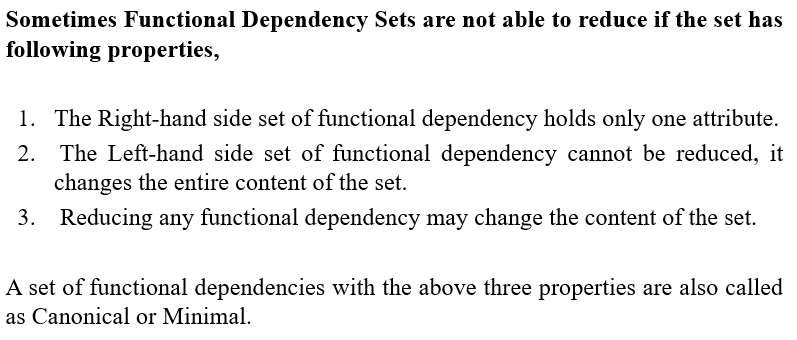 Sometimes Functional Dependency Sets are not able to reduce if the set has
following properties,
1. The Right-hand side set of functional dependency holds only one attribute.
2. The Left-hand side set of functional dependency cannot be reduced, it
changes the entire content of the set.
3. Reducing any functional dependency may change the content of the set.
A set of functional dependencies with the above three properties are also called
as Canonical or Minimal.